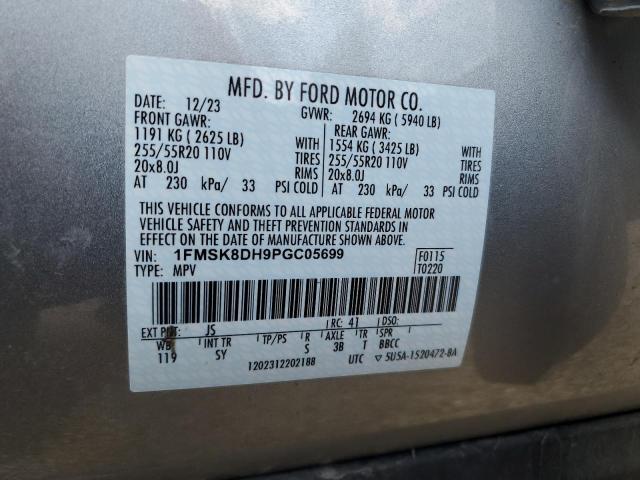 MFD. BY FORD MOTOR CO.
DATE: 12/23 GVWR: 2694 KG ( 5940 LB)
FRONT GAWR: REAR GAWR:
1191 KG ( 2625 LB) WITH 1554 KG ( 3425 LB) WITH
255/55R20 110V TIRES 255/55R20 110V TIRES
20x8.0J RIMS 20x8.0J RIMS
AT 230 kPa/ 33 PSI COLD AT 230 kPa/ 33 PSI COLD
THIS VEHICLE CONFORMS TO ALL APPLICABLE FEDERAL MOTOR
VEHICLE SAFETY AND THEFT PREVENTION STANDARDS IN
EFFECT ON THE DATE OF MANUFACTURE SHOWN ABOVE.
VIN: 1FMSK8DH9PGC05699 F0115
TYPE: MPV T0220
EXT PNT: JS RC: 41 DSO:
WB INT TR TP/PS R AXLE TR SPR
119 SY S 3B T BBCC
1202312202188 UTC ▽ 5U5A-1520472-8A